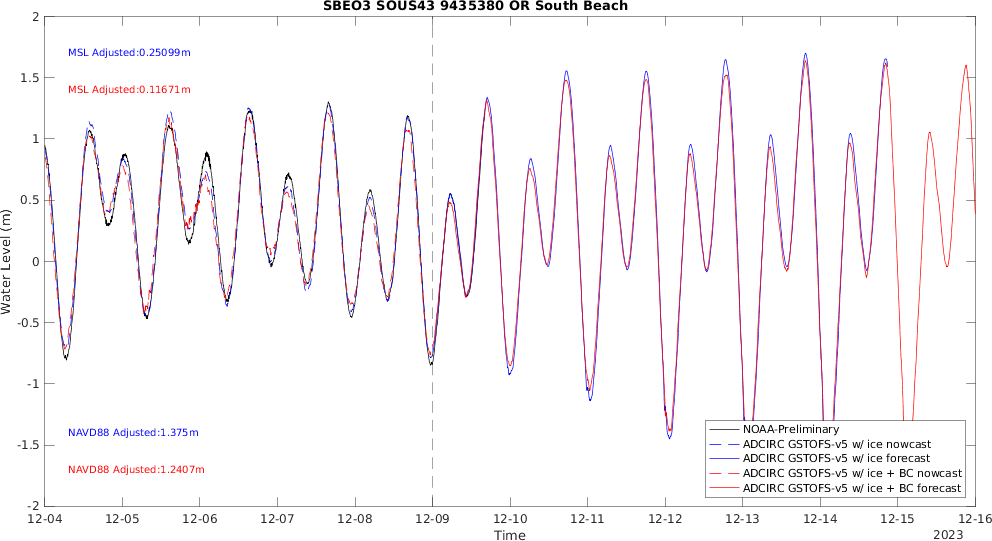 SBEO3 SOUS43 9435380 OR South Beach
2
1.5
1
0.5
0
-0.5
-1
-1.5
-2
Water Level (m)
MSL Adjusted:0.25099m
MSL Adjusted:0.11671m
NAVD88 Adjusted:1.375m
NAVD88 Adjusted:1.2407m
NOAA-Preliminary
ADCIRC GSTOFS-v5 w/ ice nowcast
ADCIRC GSTOFS-v5 w/ ice forecast
ADCIRC GSTOFS-v5 w/ ice + BC nowcast
ADCIRC GSTOFS-v5 w/ ice + BC forecast
12-04 12-05 12-06 12-07 12-08 12-09 12-10 12-11 12-12 12-13 12-14 12-15 12-16
Time
2023